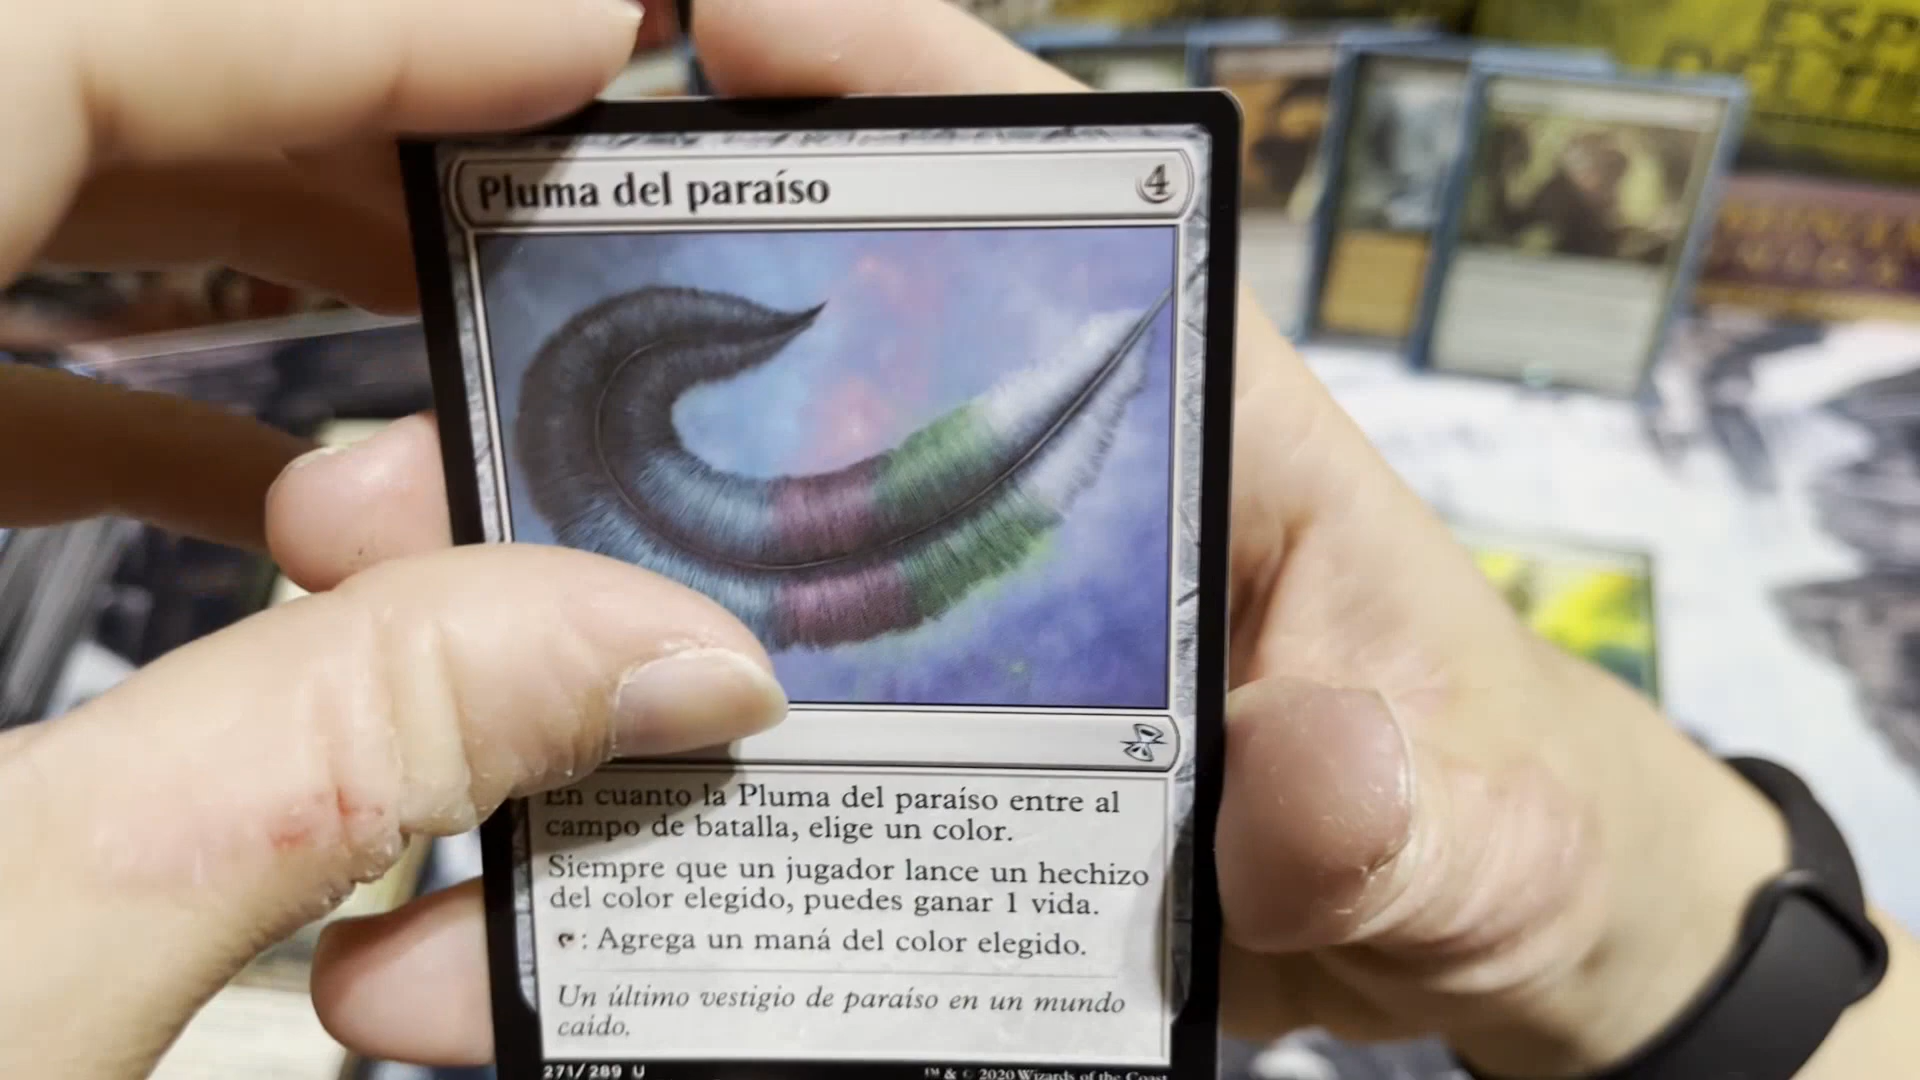 Pluma del paraíso 4
En cuanto la Pluma del paraíso entre al
campo de batalla, elige un color.
Siempre que un jugador lance un hechizo
del color elegido, puedes ganar 1 vida.
: Agrega un maná del color elegido.
Un último vestigio de paraíso en un mundo
caído.
271/289 U
™ & © 2020 Wizards of the Coast